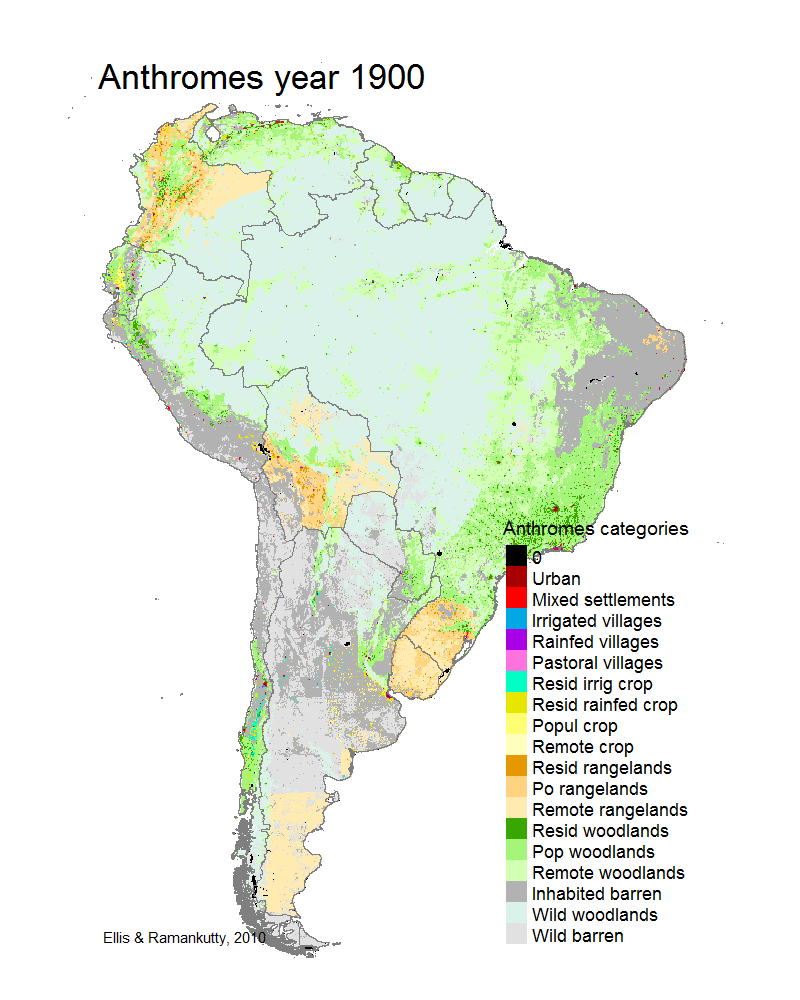 Anthromes year 1900
Anthromes categories
0
Urban
Mixed settlements
Irrigated villages
Rainfed villages
Pastoral villages
Resid irrig crop
Resid rainfed crop
Popul crop
Remote crop
Resid rangelands
Po rangelands
Remote rangelands
Resid woodlands
Pop woodlands
Remote woodlands
Inhabited barren
Wild woodlands
Wild barren
Ellis & Ramankutty, 2010